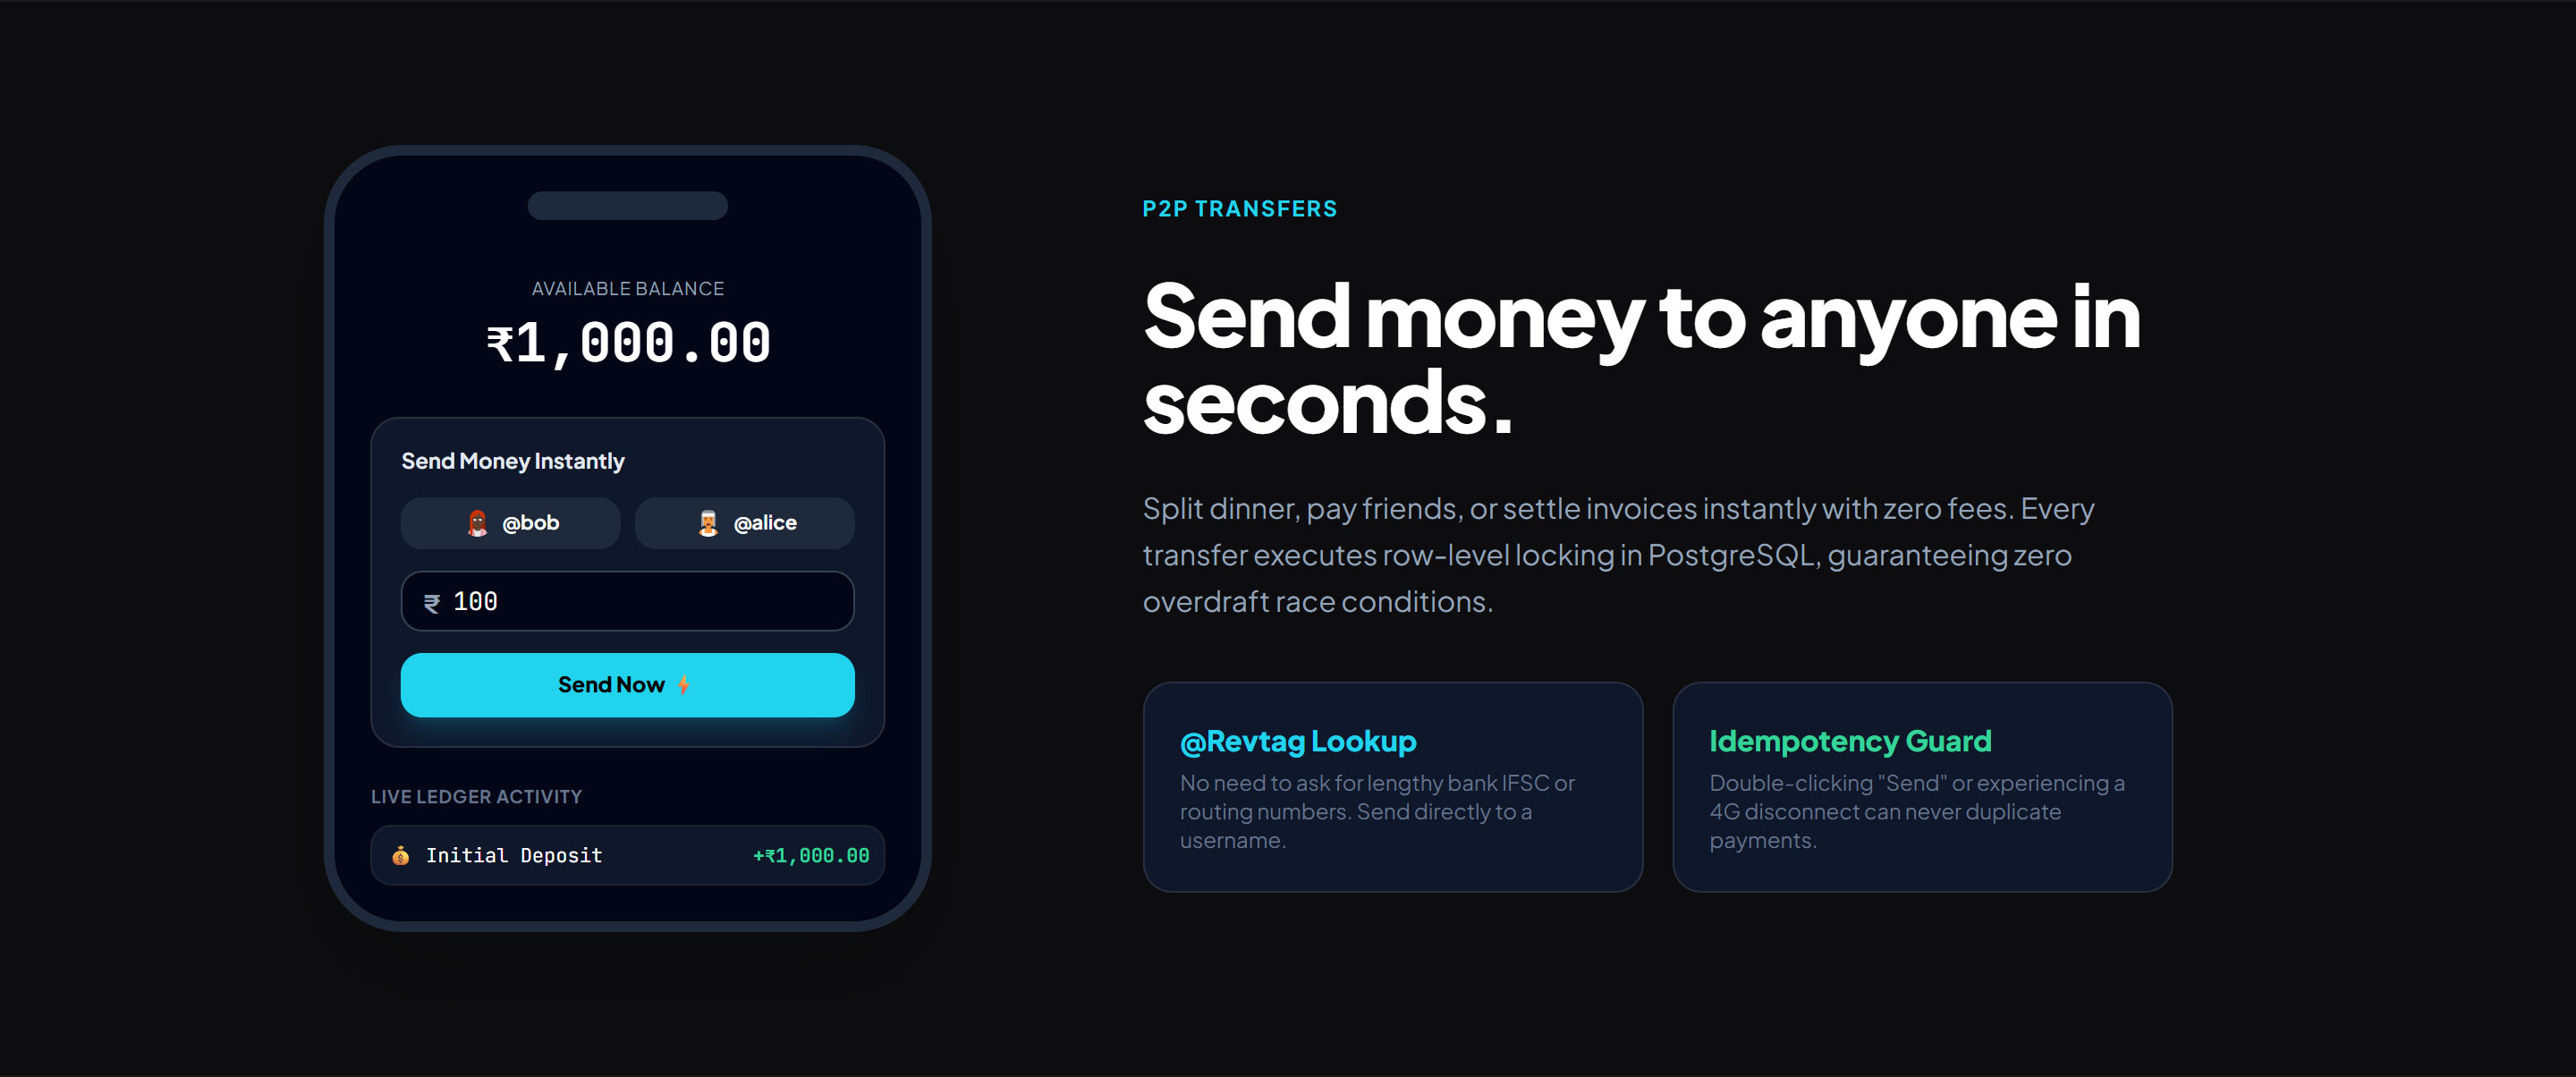 AVAILABLE BALANCE
₹1,000.00
Send Money Instantly
@bob
@alice
₹ 100
Send Now
LIVE LEDGER ACTIVITY
Initial Deposit +₹1,000.00
P2P TRANSFERS
Send money to anyone in
seconds.
Split dinner, pay friends, or settle invoices instantly with zero fees. Every
transfer executes row-level locking in PostgreSQL, guaranteeing zero
overdraft race conditions.
@Revtag Lookup
No need to ask for lengthy bank IFSC or
routing numbers. Send directly to a
username.
Idempotency Guard
Double-clicking "Send" or experiencing a
4G disconnect can never duplicate
payments.